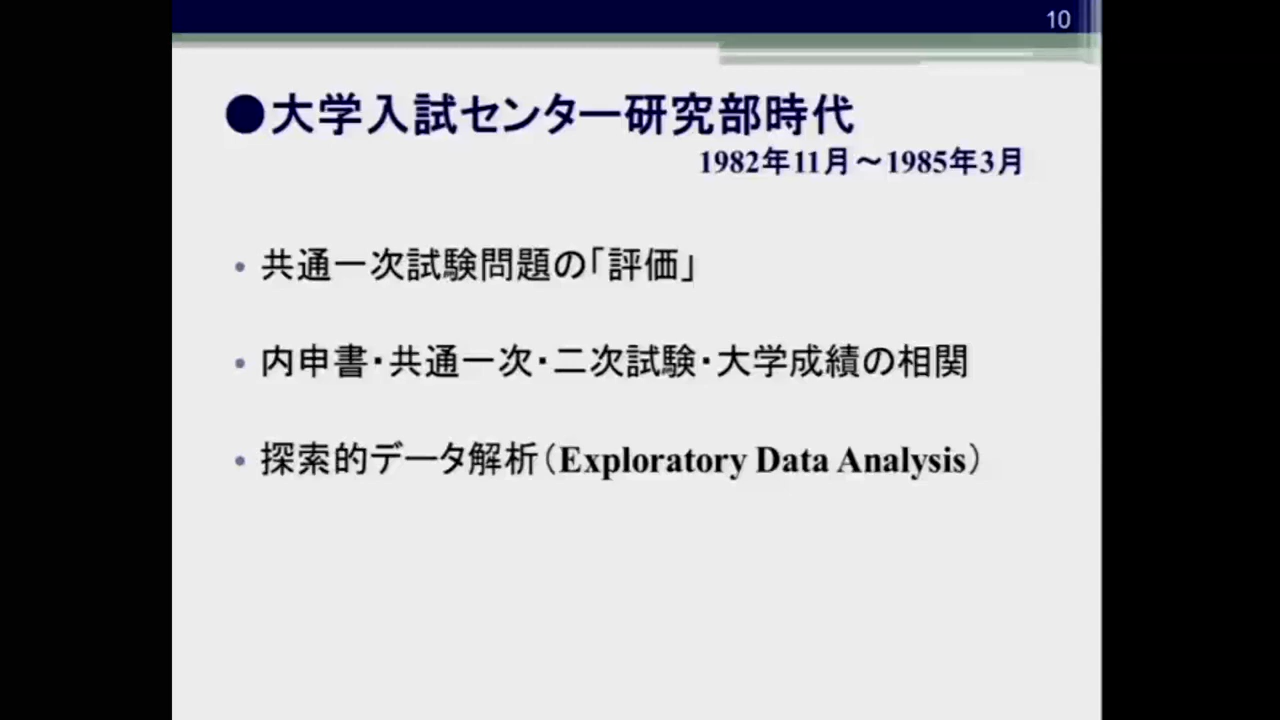 10
●大学入試センター研究部時代
1982年11月～1985年3月
• 共通一次試験問題の「評価」
• 内申書・共通一次・二次試験・大学成績の相関
• 探索的データ解析（Exploratory Data Analysis）